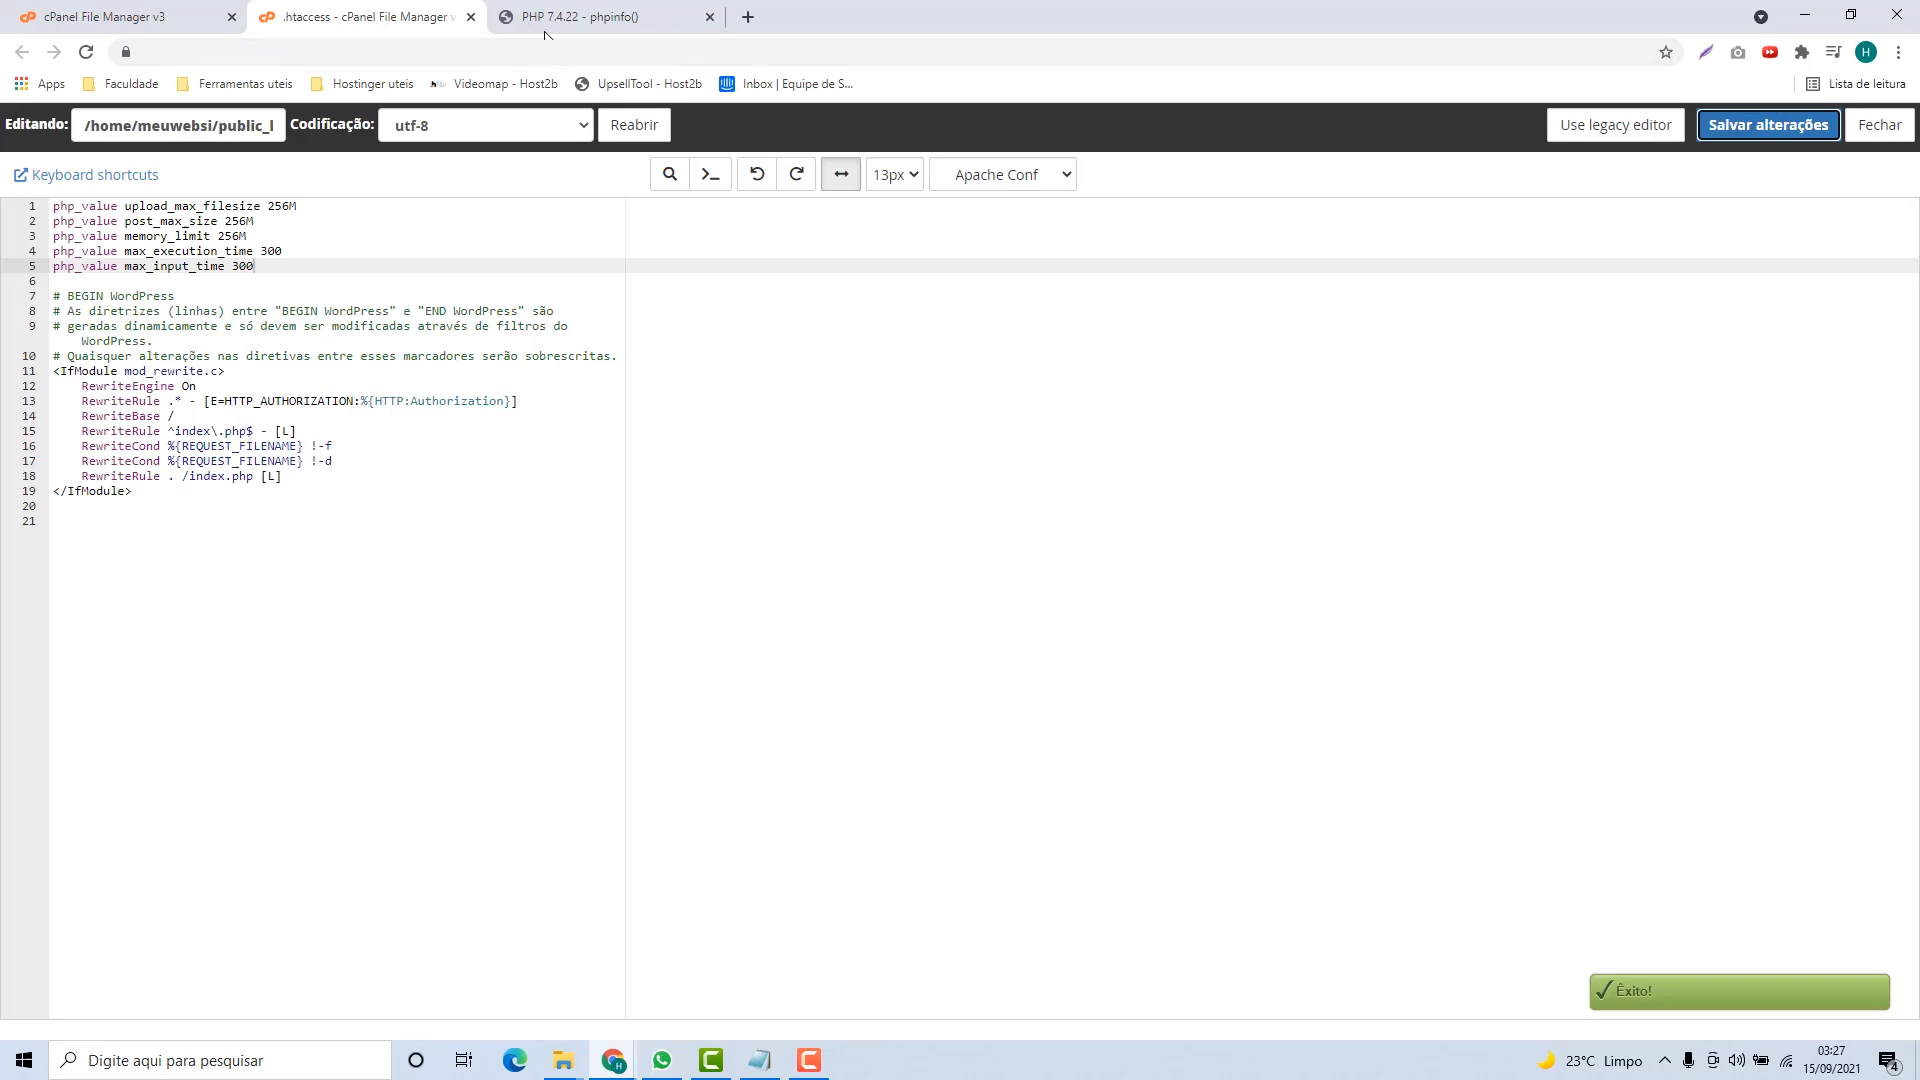 cPanel File Manager v3
.htaccess - cPanel File Manager v
PHP 7.4.22 - phpinfo()
H
Apps
Faculdade
Ferramentas uteis
Hostinger uteis
Videomap - Host2b
UpsellTool - Host2b
Inbox | Equipe de S...
Lista de leitura
Editando:
/home/meuwebsi/public_l
Codificação:
utf-8
Reabrir
Use legacy editor
Salvar alterações
Fechar
Keyboard shortcuts
13px
Apache Conf
1 php_value upload_max_filesize 256M
2 php_value post_max_size 256M
3 php_value memory_limit 256M
4 php_value max_execution_time 300
5 php_value max_input_time 300
6
7 # BEGIN WordPress
8 # As diretrizes (linhas) entre "BEGIN WordPress" e "END WordPress" são
9 # geradas dinamicamente e só devem ser modificadas através de filtros do
WordPress.
10 # Quaisquer alterações nas diretivas entre esses marcadores serão sobrescritas.
11 <IfModule mod_rewrite.c>
12 RewriteEngine On
13 RewriteRule .* - [E=HTTP_AUTHORIZATION:%{HTTP:Authorization}]
14 RewriteBase /
15 RewriteRule ^index\.php$ - [L]
16 RewriteCond %{REQUEST_FILENAME} !-f
17 RewriteCond %{REQUEST_FILENAME} !-d
18 RewriteRule . /index.php [L]
19 </IfModule>
20
21
Êxito!
Digite aqui para pesquisar
23°C Limpo
03:27
15/09/2021
4